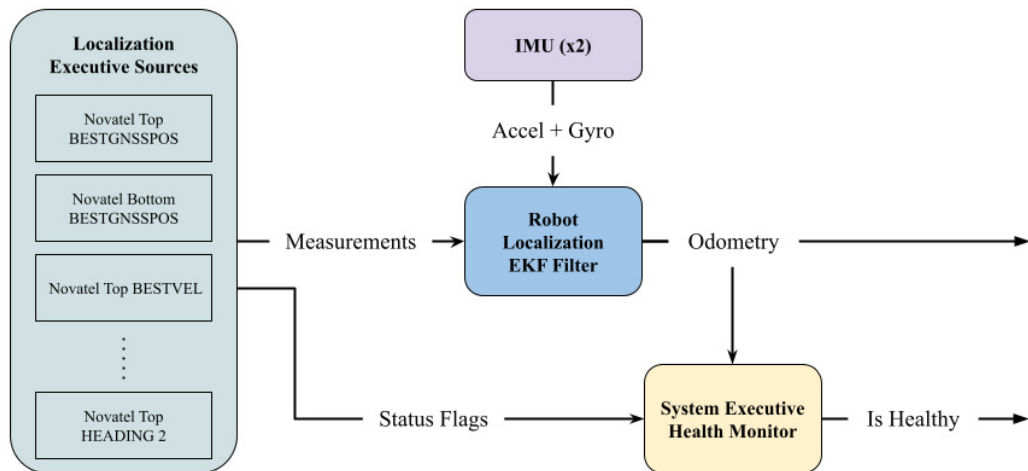 Localization
Executive Sources
Novatel Top
BESTGNSSPOS
Novatel Bottom
BESTGNSSPOS
Novatel Top BESTVEL
Novatel Top
HEADING 2
IMU (x2)
Accel + Gyro
Measurements
Robot
Localization
EKF Filter
Odometry
Status Flags
System Executive
Health Monitor
Is Healthy